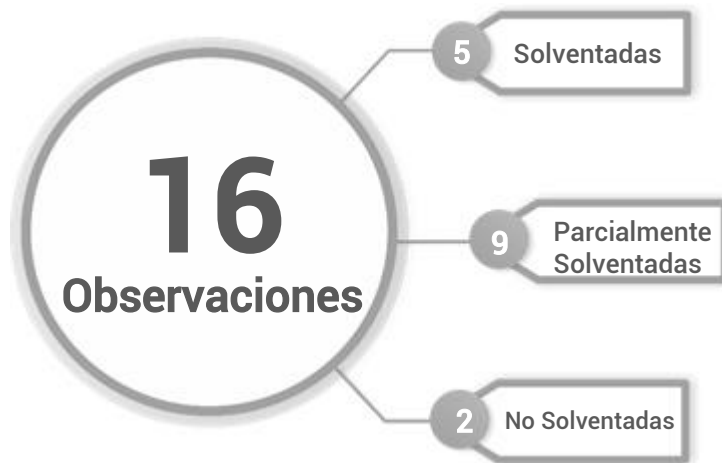 16
Observaciones
5
Solventadas
9
Parcialmente
Solventadas
2
No Solventadas